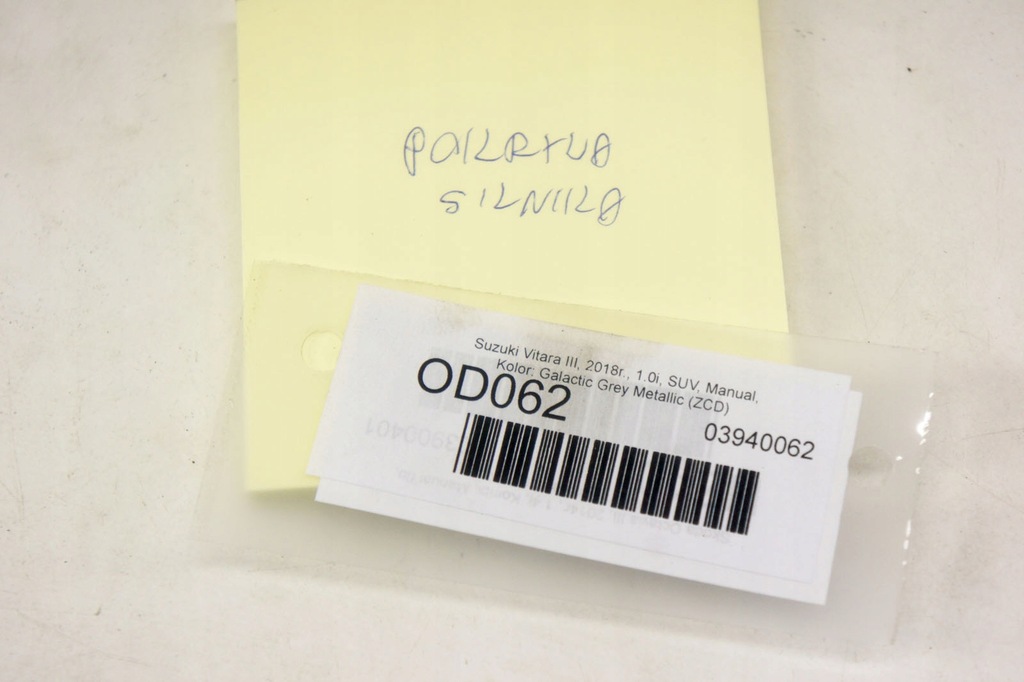 POKRYWA
SILNIKA
Suzuki Vitara III, 2018r., 1.0i, SUV, Manual,
Kolor: Galactic Grey Metallic (ZCD)
OD062
03940062